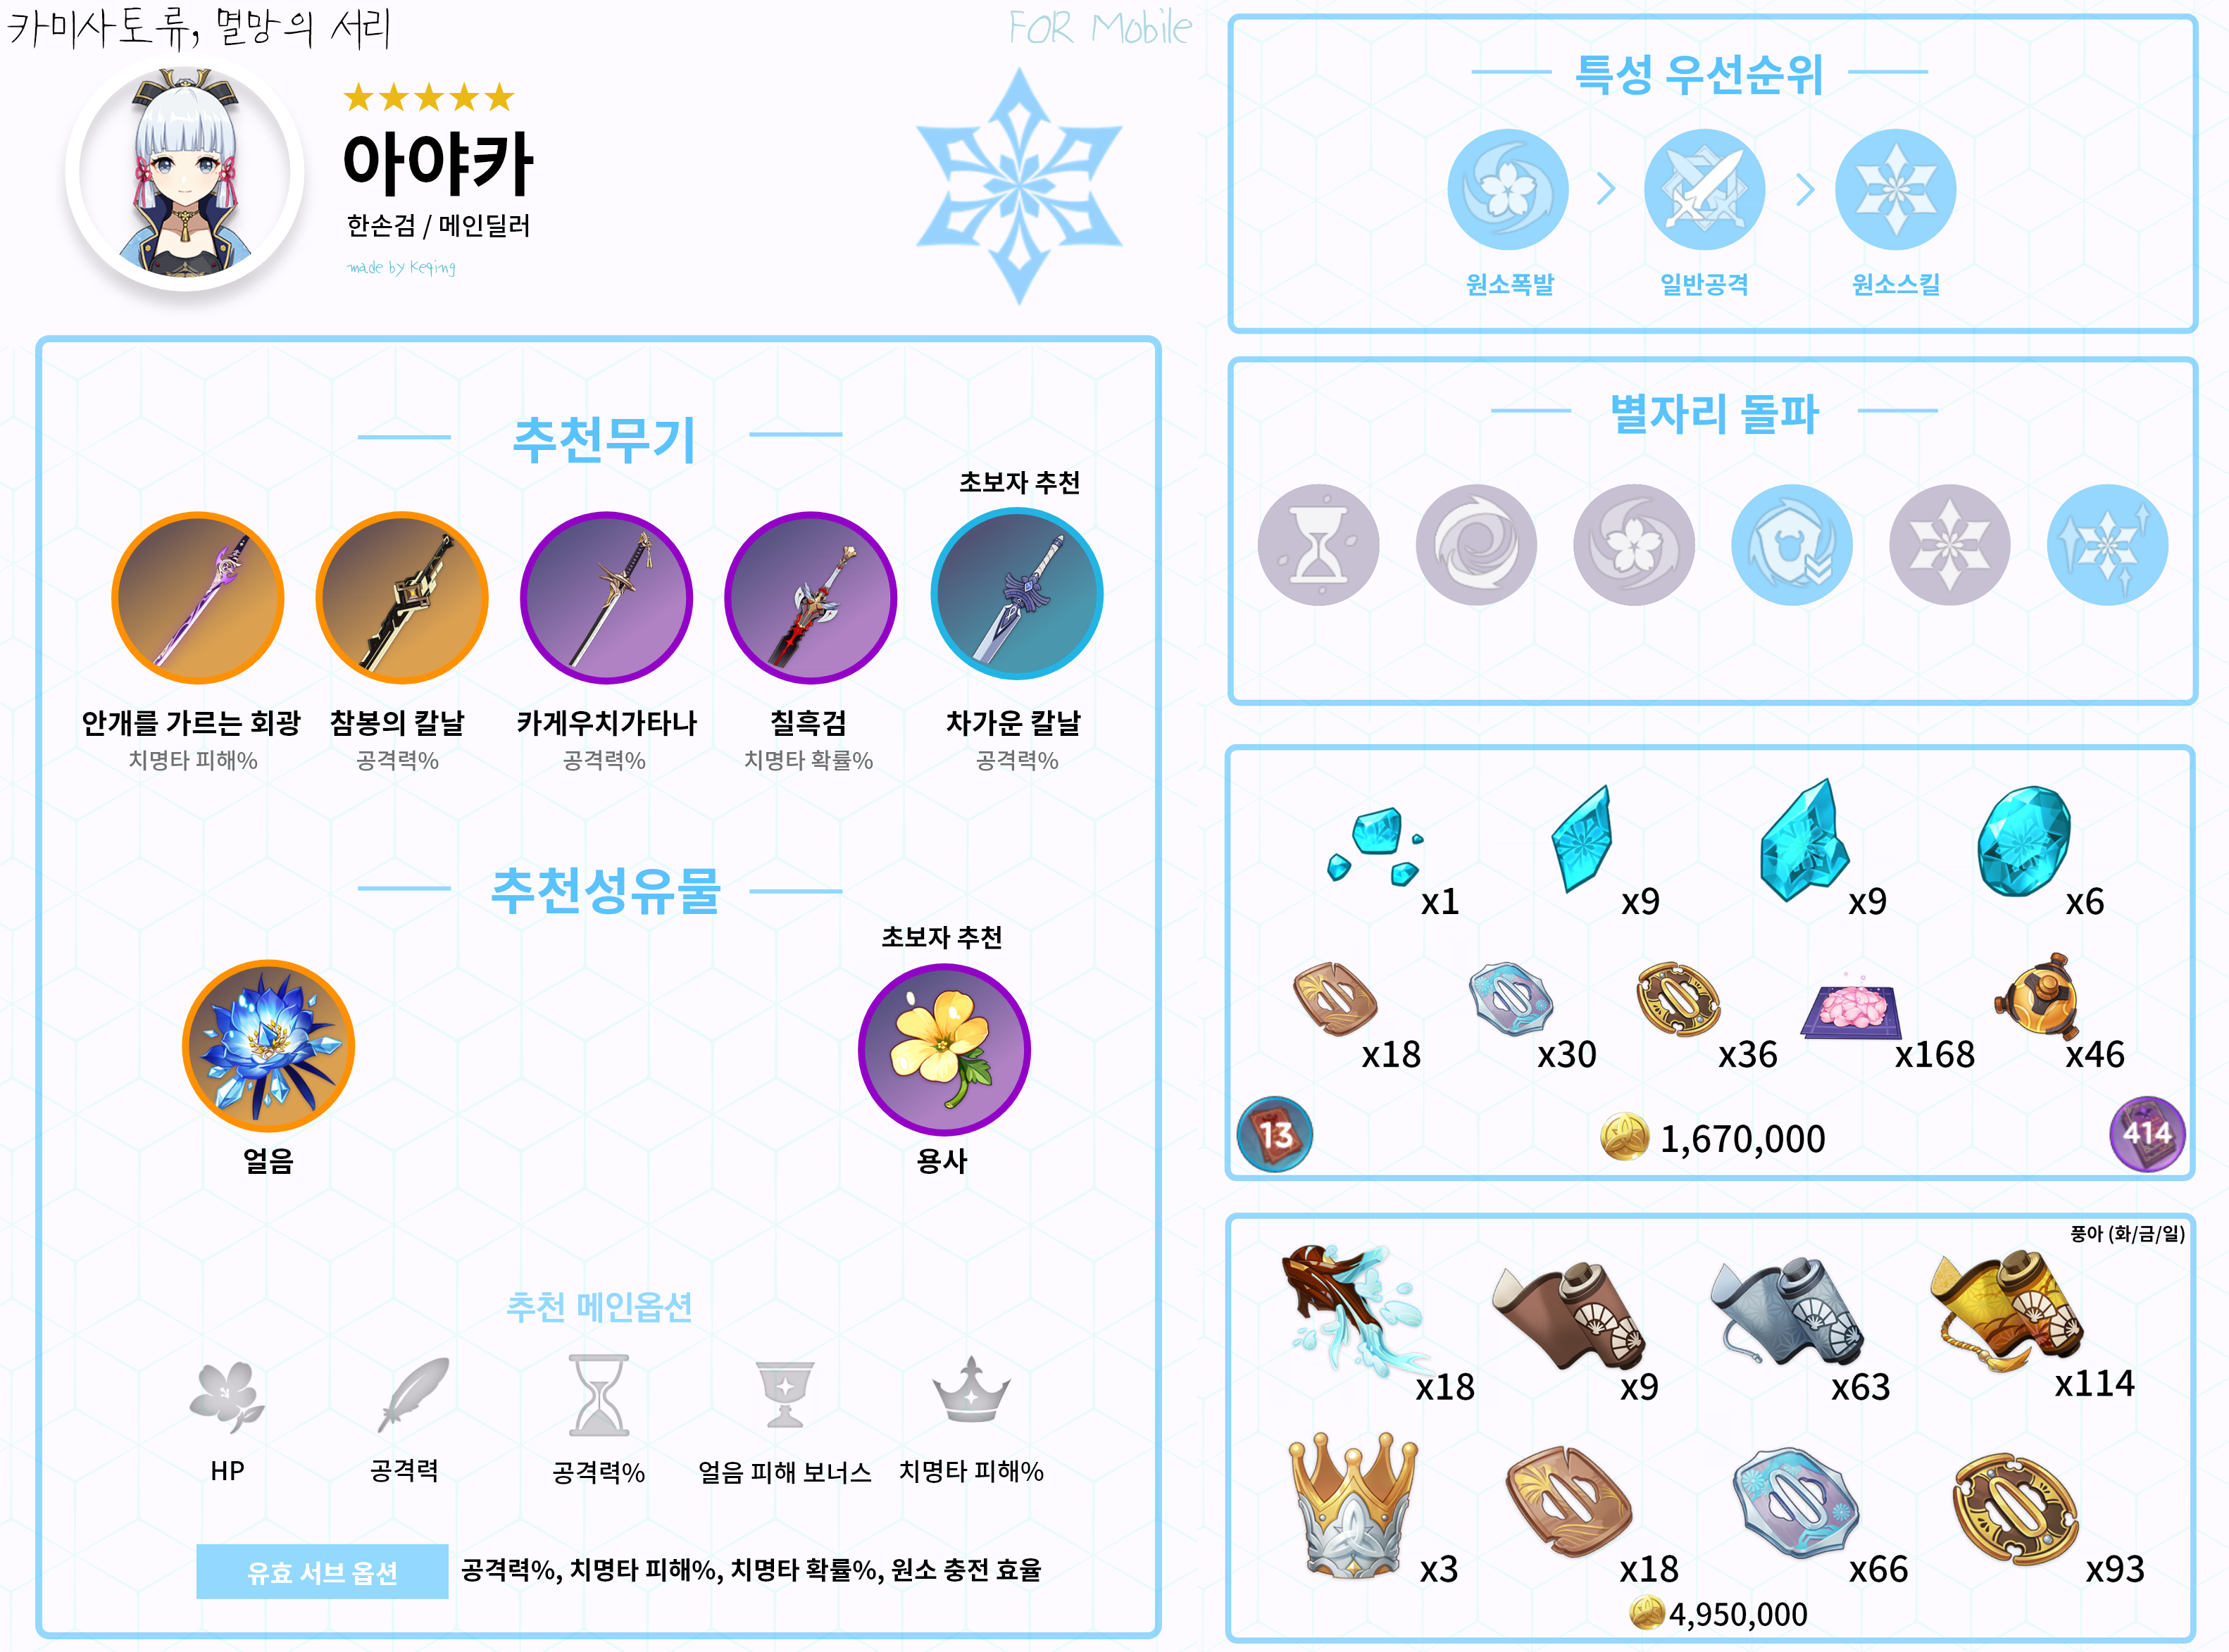 카미사토류, 멸망의 서리
FOR Mobile
아야카
한손검 / 메인딜러
made by Keqing
추천무기
초보자 추천
안개를 가르는 회광
참봉의 칼날
카게우치가타나
칠흑검
차가운 칼날
치명타 피해%
공격력%
공격력%
치명타 확률%
공격력%
추천성유물
초보자 추천
얼음
용사
추천 메인옵션
HP
공격력
공격력%
얼음 피해 보너스
치명타 피해%
유효 서브 옵션
공격력%, 치명타 피해%, 치명타 확률%, 원소 충전 효율
특성 우선순위
원소폭발
일반공격
원소스킬
별자리 돌파
x1
x9
x9
x6
x18
x30
x36
x168
x46
13
1,670,000
414
풍아 (화/금/일)
x18
x9
x63
x114
x3
x18
x66
x93
4,950,000